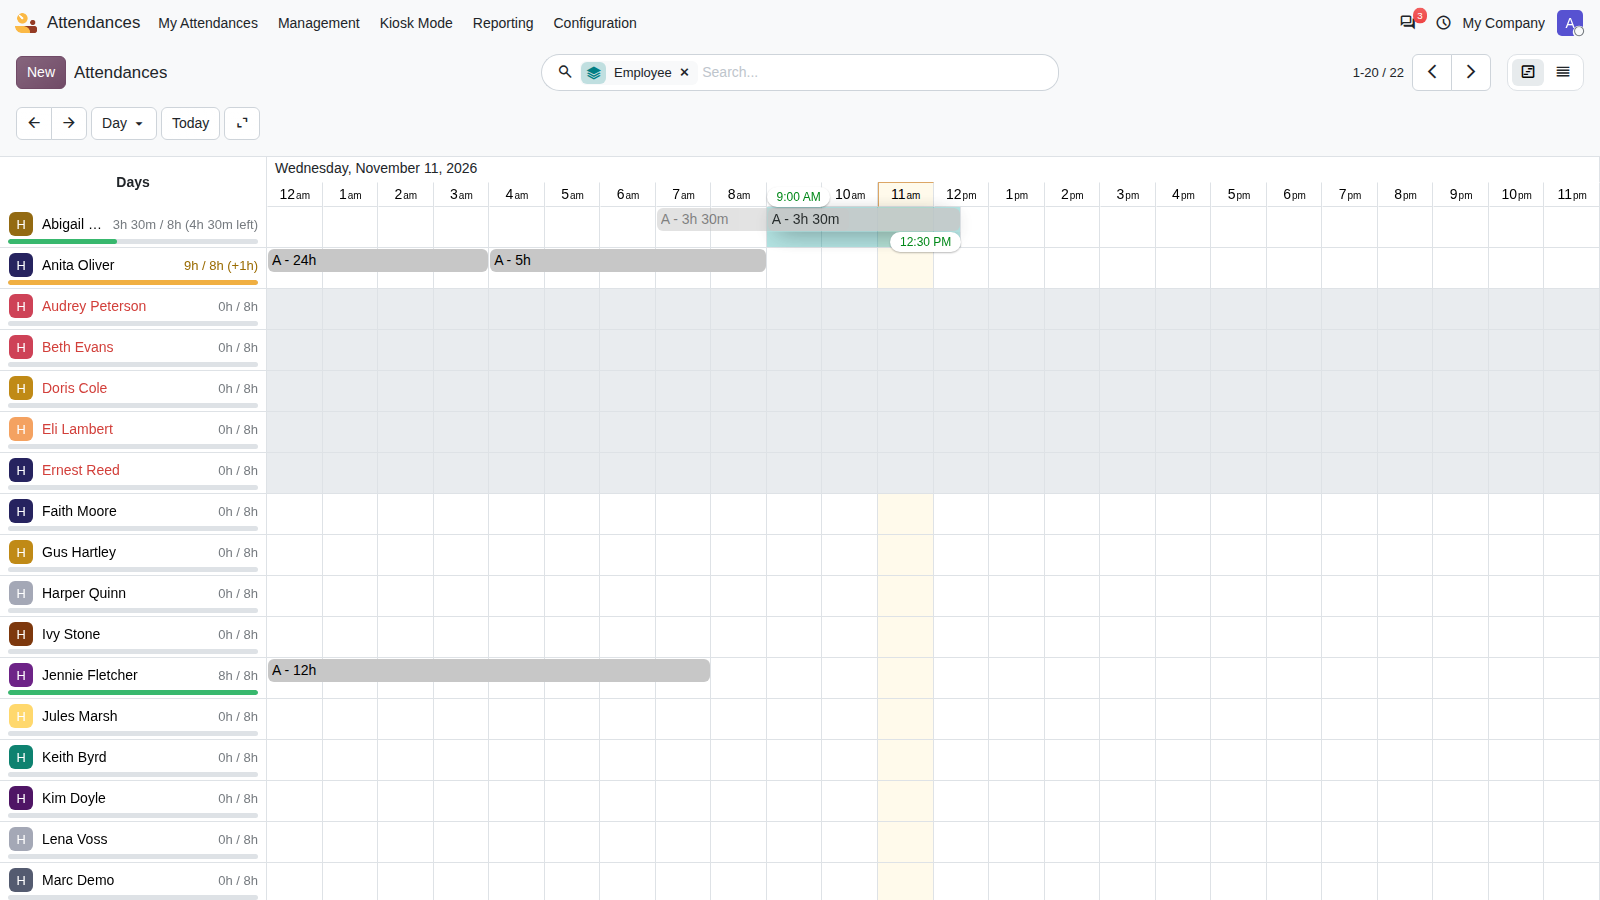 Attendances My Attendances Management Kiosk Mode Reporting Configuration 3 My Company A
New Attendances Employee Search... 1-20 / 22
Day Today
Days
Wednesday, November 11, 2026
12am 1am 2am 3am 4am 5am 6am 7am 8am 9:00 AM 10am 11am 12pm 1pm 2pm 3pm 4pm 5pm 6pm 7pm 8pm 9pm 10pm 11pm
H Abigail ... 3h 30m / 8h (4h 30m left) A - 3h 30m A - 3h 30m
12:30 PM
H Anita Oliver 9h / 8h (+1h) A - 24h A - 5h
H Audrey Peterson 0h / 8h
H Beth Evans 0h / 8h
H Doris Cole 0h / 8h
H Eli Lambert 0h / 8h
H Ernest Reed 0h / 8h
H Faith Moore 0h / 8h
H Gus Hartley 0h / 8h
H Harper Quinn 0h / 8h
H Ivy Stone 0h / 8h
H Jennie Fletcher 8h / 8h A - 12h
H Jules Marsh 0h / 8h
H Keith Byrd 0h / 8h
H Kim Doyle 0h / 8h
H Lena Voss 0h / 8h
H Marc Demo 0h / 8h